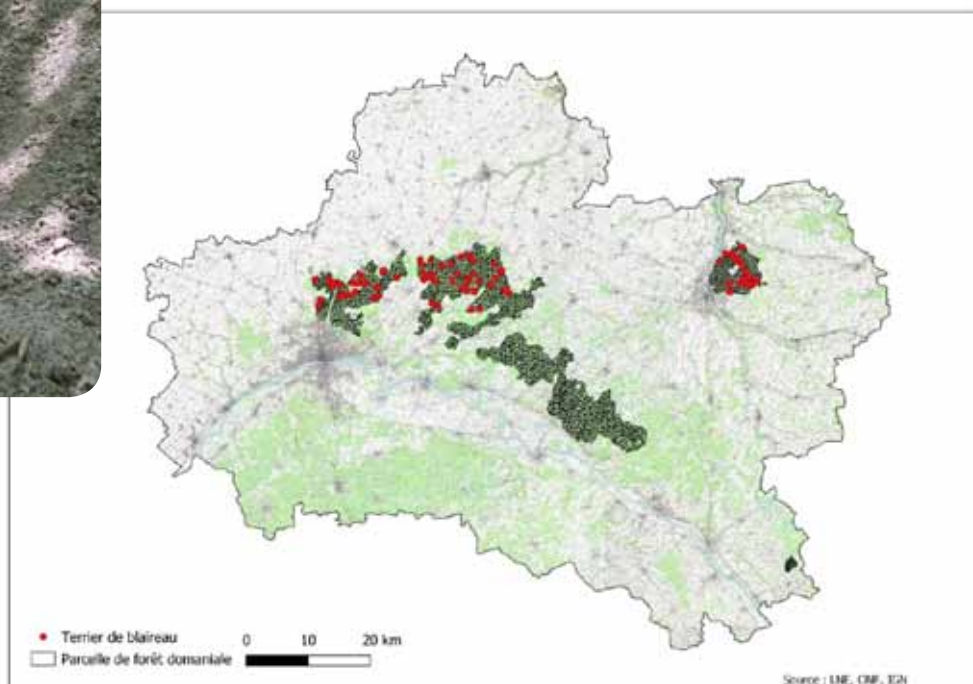 Terrier de blaireau
0 10 20 km
Parcelle de forêt domaniale
Source : LNE, ONF, IGN